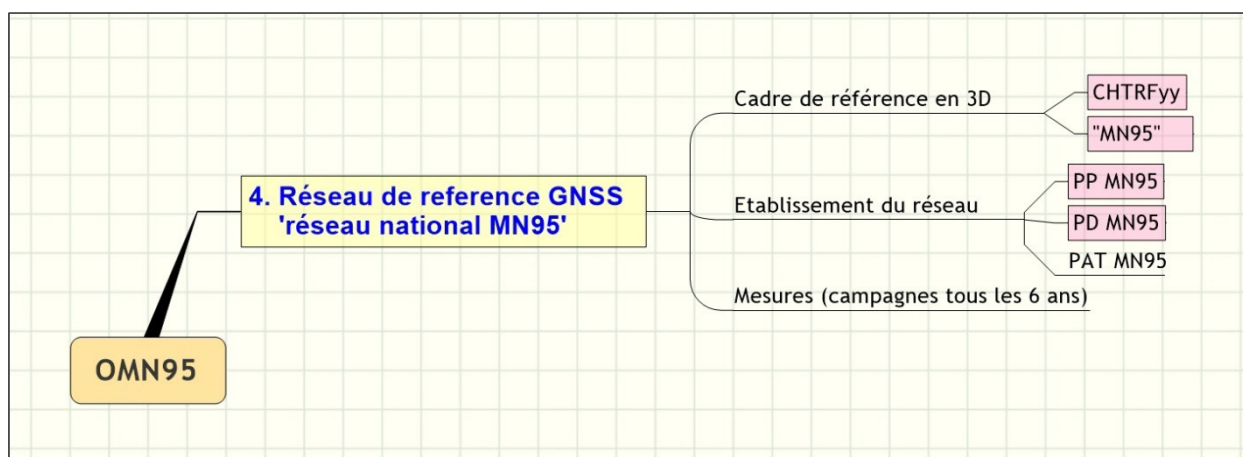 Cadre de référence en 3D
CHTRFyy
"MN95"
4. Réseau de reference GNSS
'réseau national MN95'
Etablissement du réseau
PP MN95
PD MN95
PAT MN95
Mesures (campagnes tous les 6 ans)
OMN95